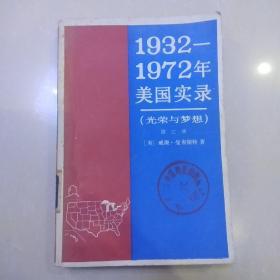 1932—
1972年
美国实录
(光荣与梦想)
第三册
[美] 威廉·曼彻斯特 著